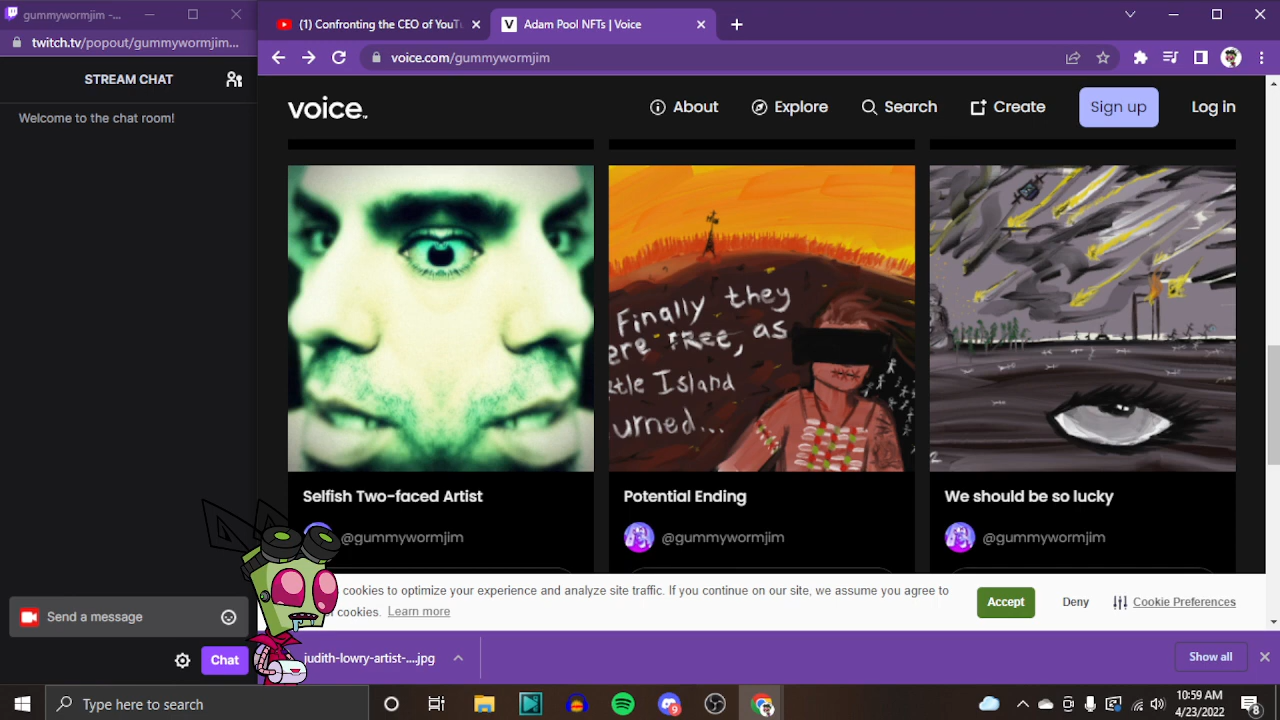 gummywormjim -...
twitch.tv/popout/gummywormjim...
STREAM CHAT
Welcome to the chat room!
Send a message
Chat
(1) Confronting the CEO of YouTu
V Adam Pool NFTs | Voice
voice.com/gummywormjim
voice.
About
Explore
Search
Create
Sign up
Log in
Finally they
ere FREE, as
tle Island
urned...
Selfish Two-faced Artist
Potential Ending
We should be so lucky
@gummywormjim
@gummywormjim
@gummywormjim
cookies to optimize your experience and analyze site traffic. If you continue on our site, we assume you agree to
cookies. Learn more
Accept
Deny
Cookie Preferences
judith-lowry-artist-....jpg
Show all
Type here to search
9
10:59 AM
4/23/2022
8